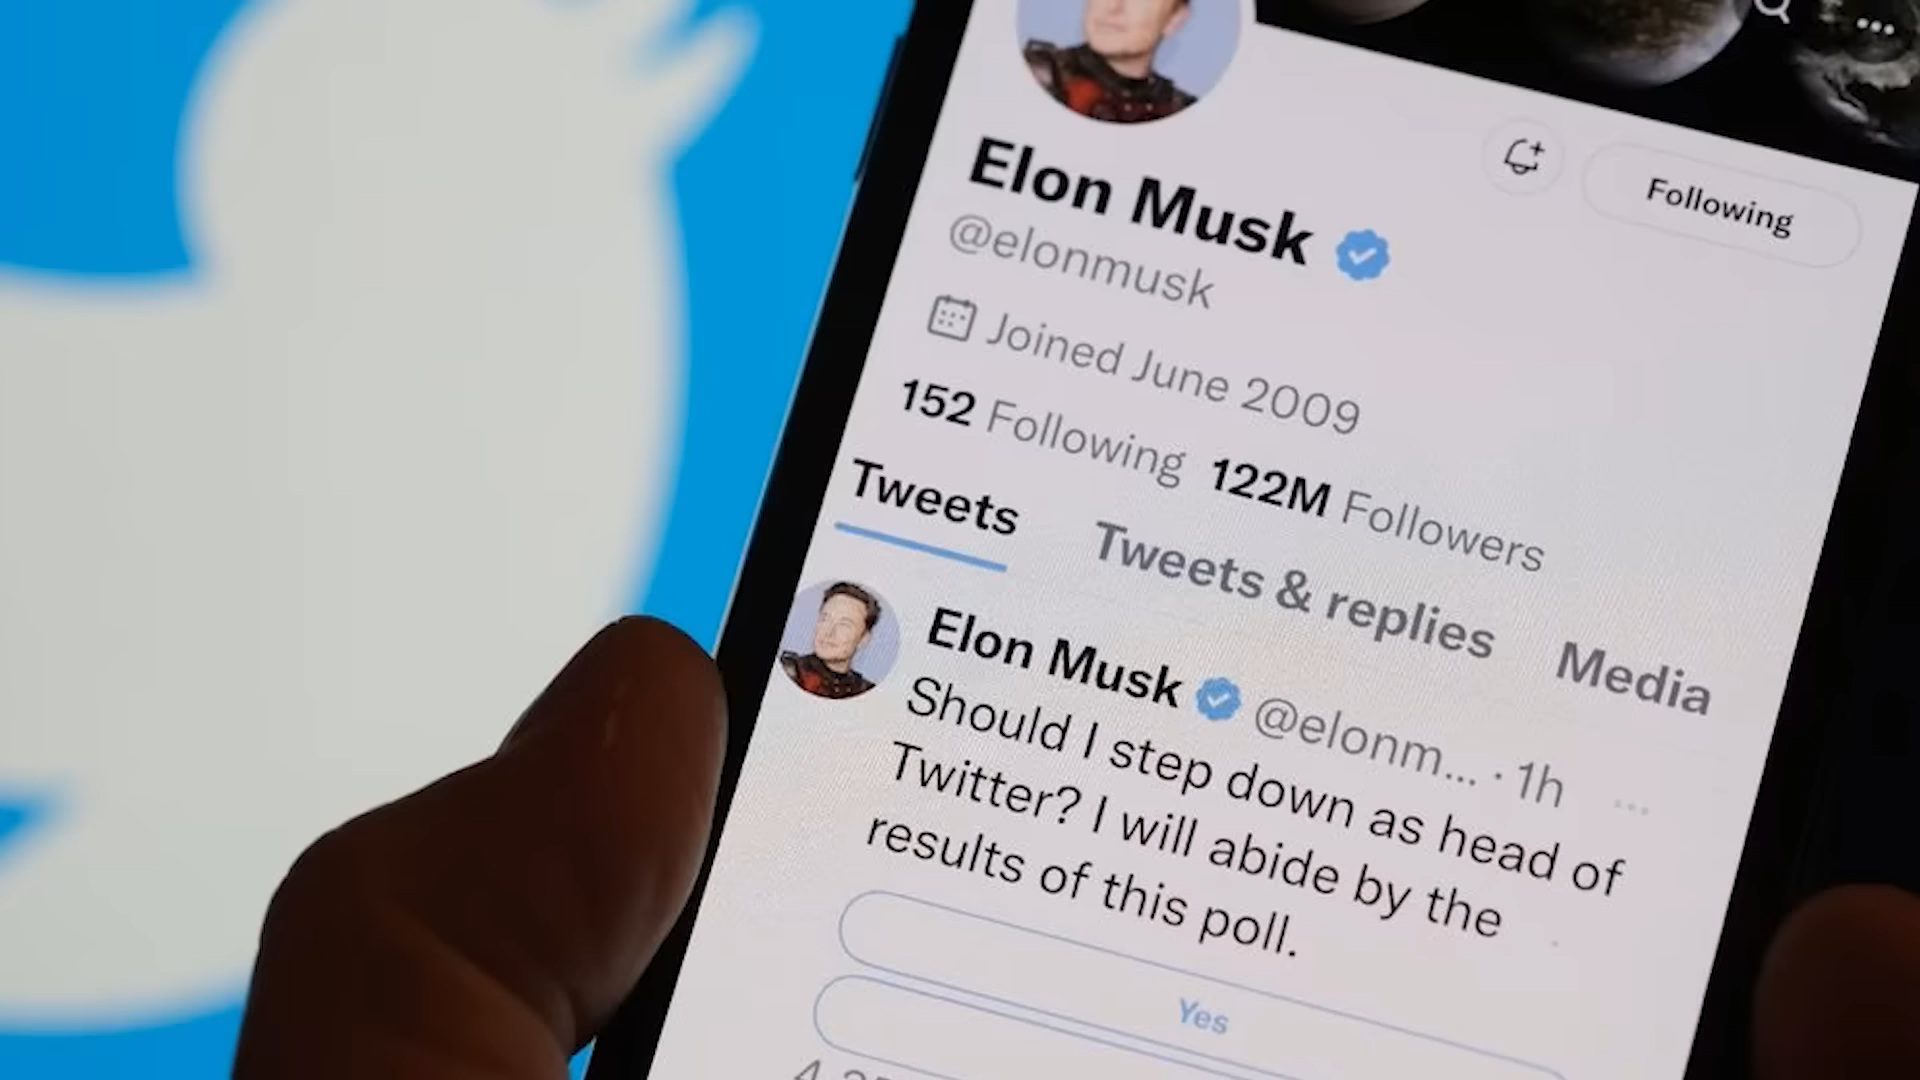 Following
Elon Musk
@elonmusk
Joined June 2009
152 Following 122M Followers
Tweets Tweets & replies Media
Elon Musk @elonm... · 1h
Should I step down as head of
Twitter? I will abide by the
results of this poll.
Yes